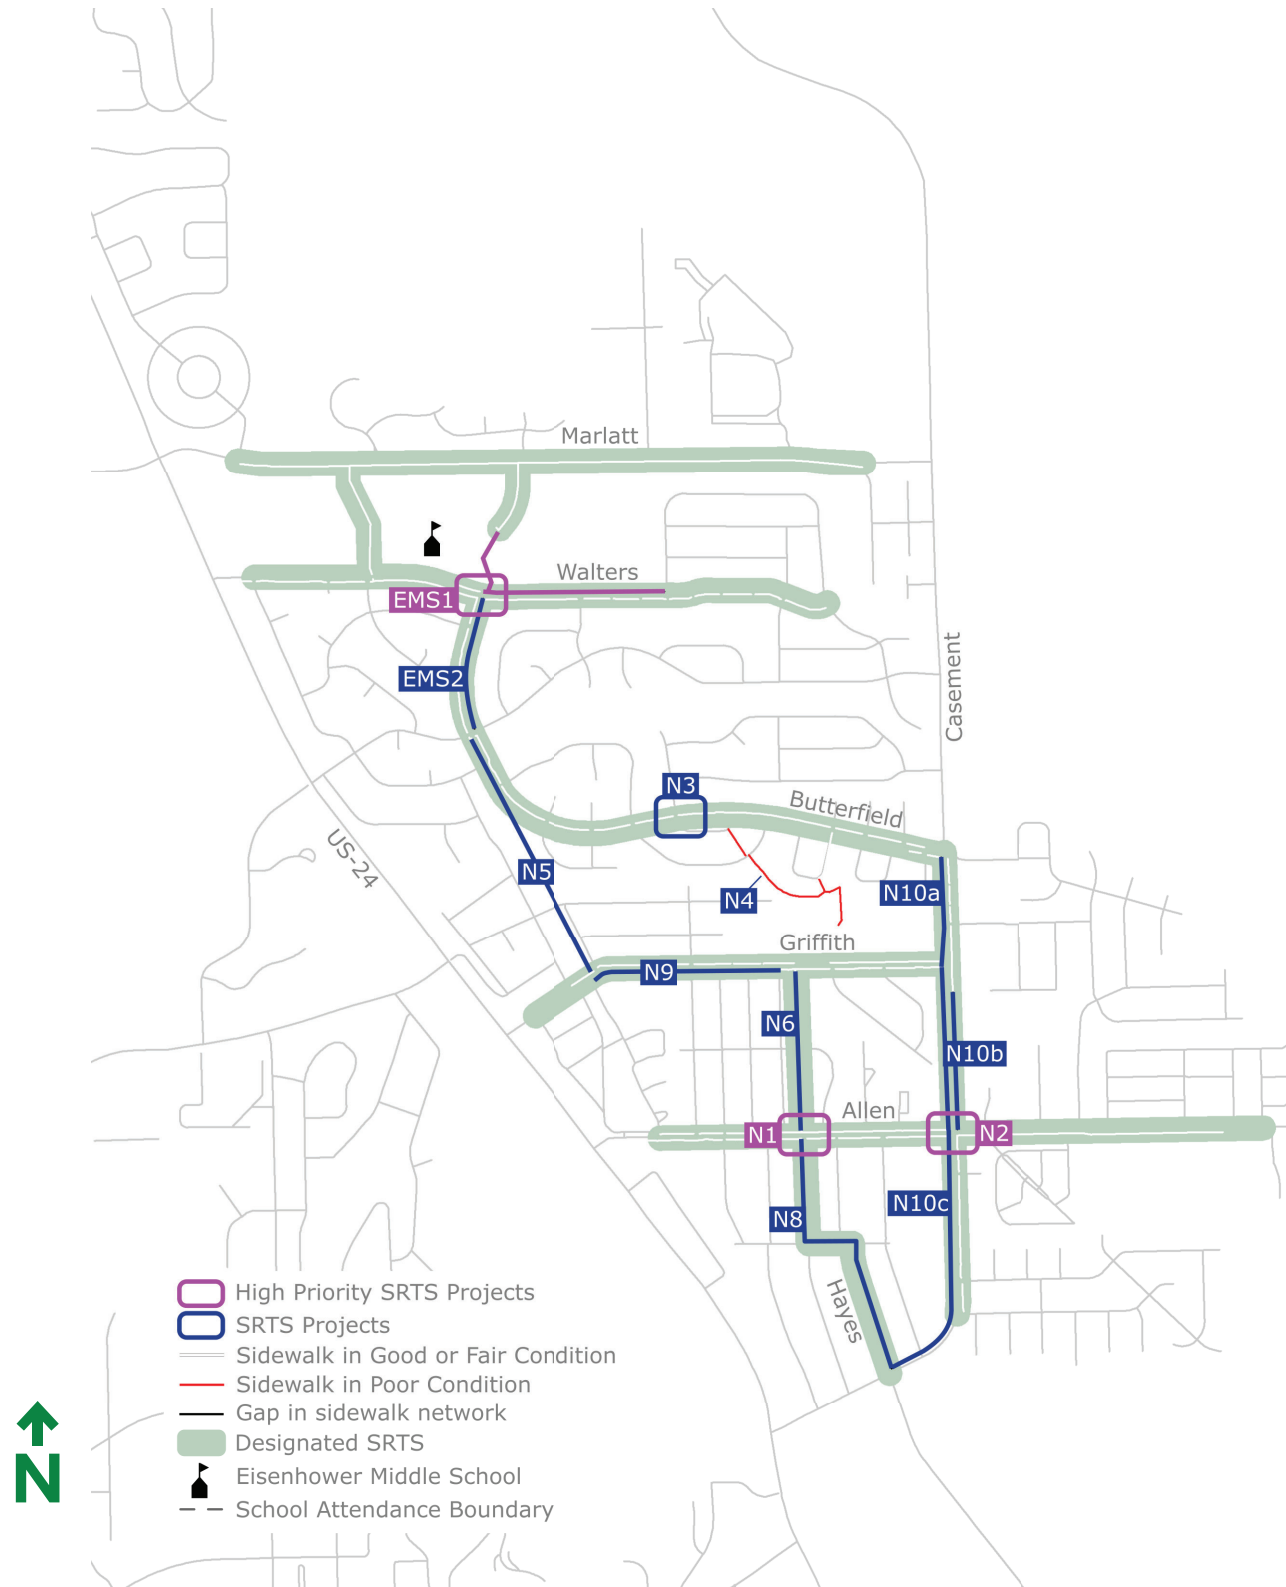 Marlatt
Walters
EMS1
EMS2
Casement
N3
Butterfield
US-24
N5
N4
N10a
Griffith
N9
N6
N10b
Allen
N1
N2
N10c
N8
Hayes
High Priority SRTS Projects
SRTS Projects
Sidewalk in Good or Fair Condition
Sidewalk in Poor Condition
Gap in sidewalk network
Designated SRTS
Eisenhower Middle School
School Attendance Boundary
N